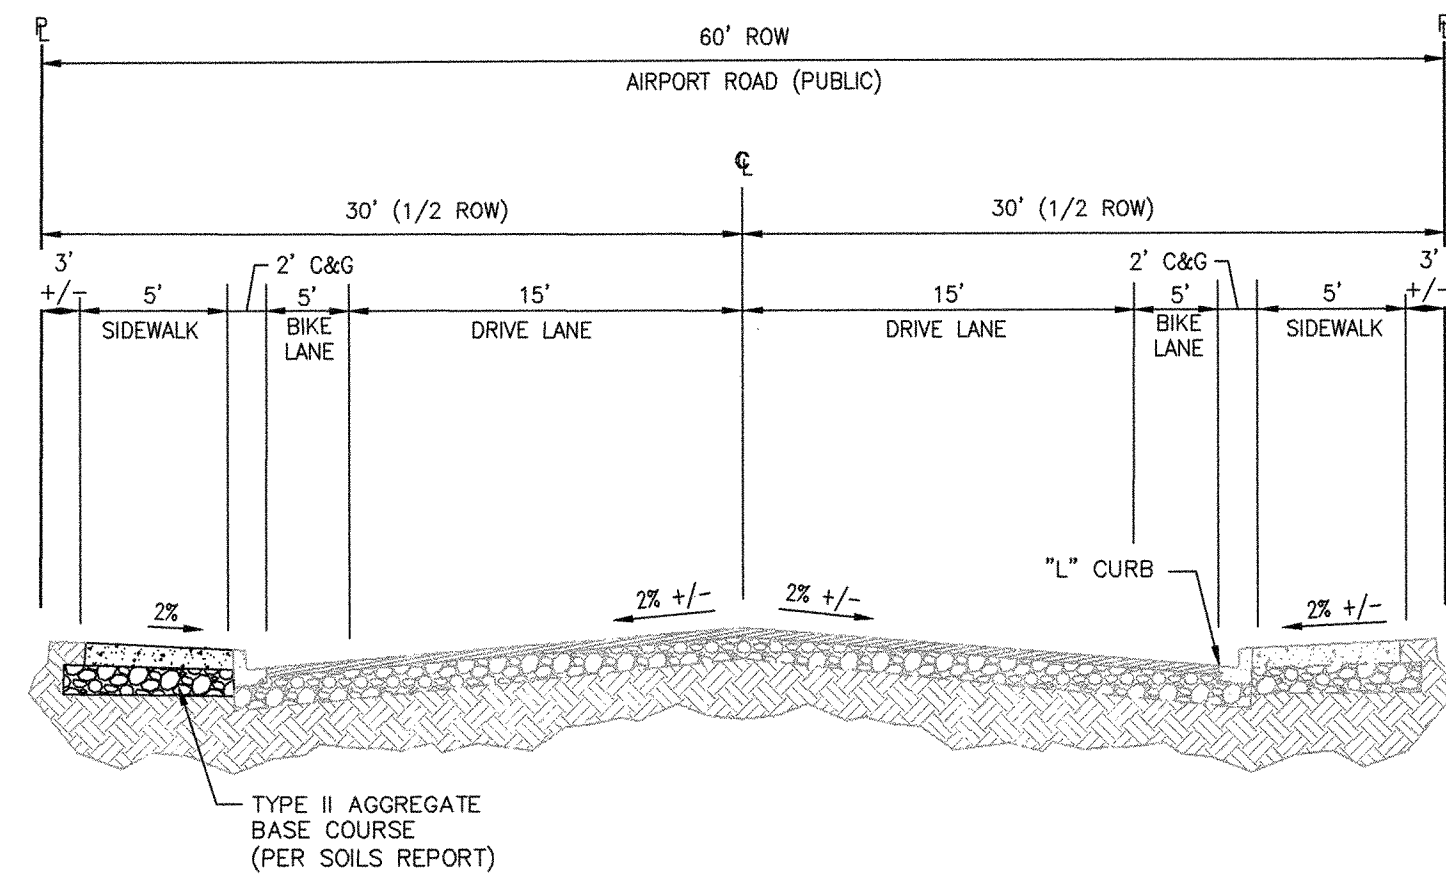 PL
PL
60' ROW
AIRPORT ROAD (PUBLIC)
CL
30' (1/2 ROW)
30' (1/2 ROW)
3'
+/-
5'
SIDEWALK
2' C&G
5'
BIKE
LANE
15'
DRIVE LANE
15'
DRIVE LANE
2' C&G
5'
BIKE
LANE
5'
SIDEWALK
3'
+/-
"L" CURB
2%
2% +/-
2% +/-
2% +/-
TYPE II AGGREGATE
BASE COURSE
(PER SOILS REPORT)